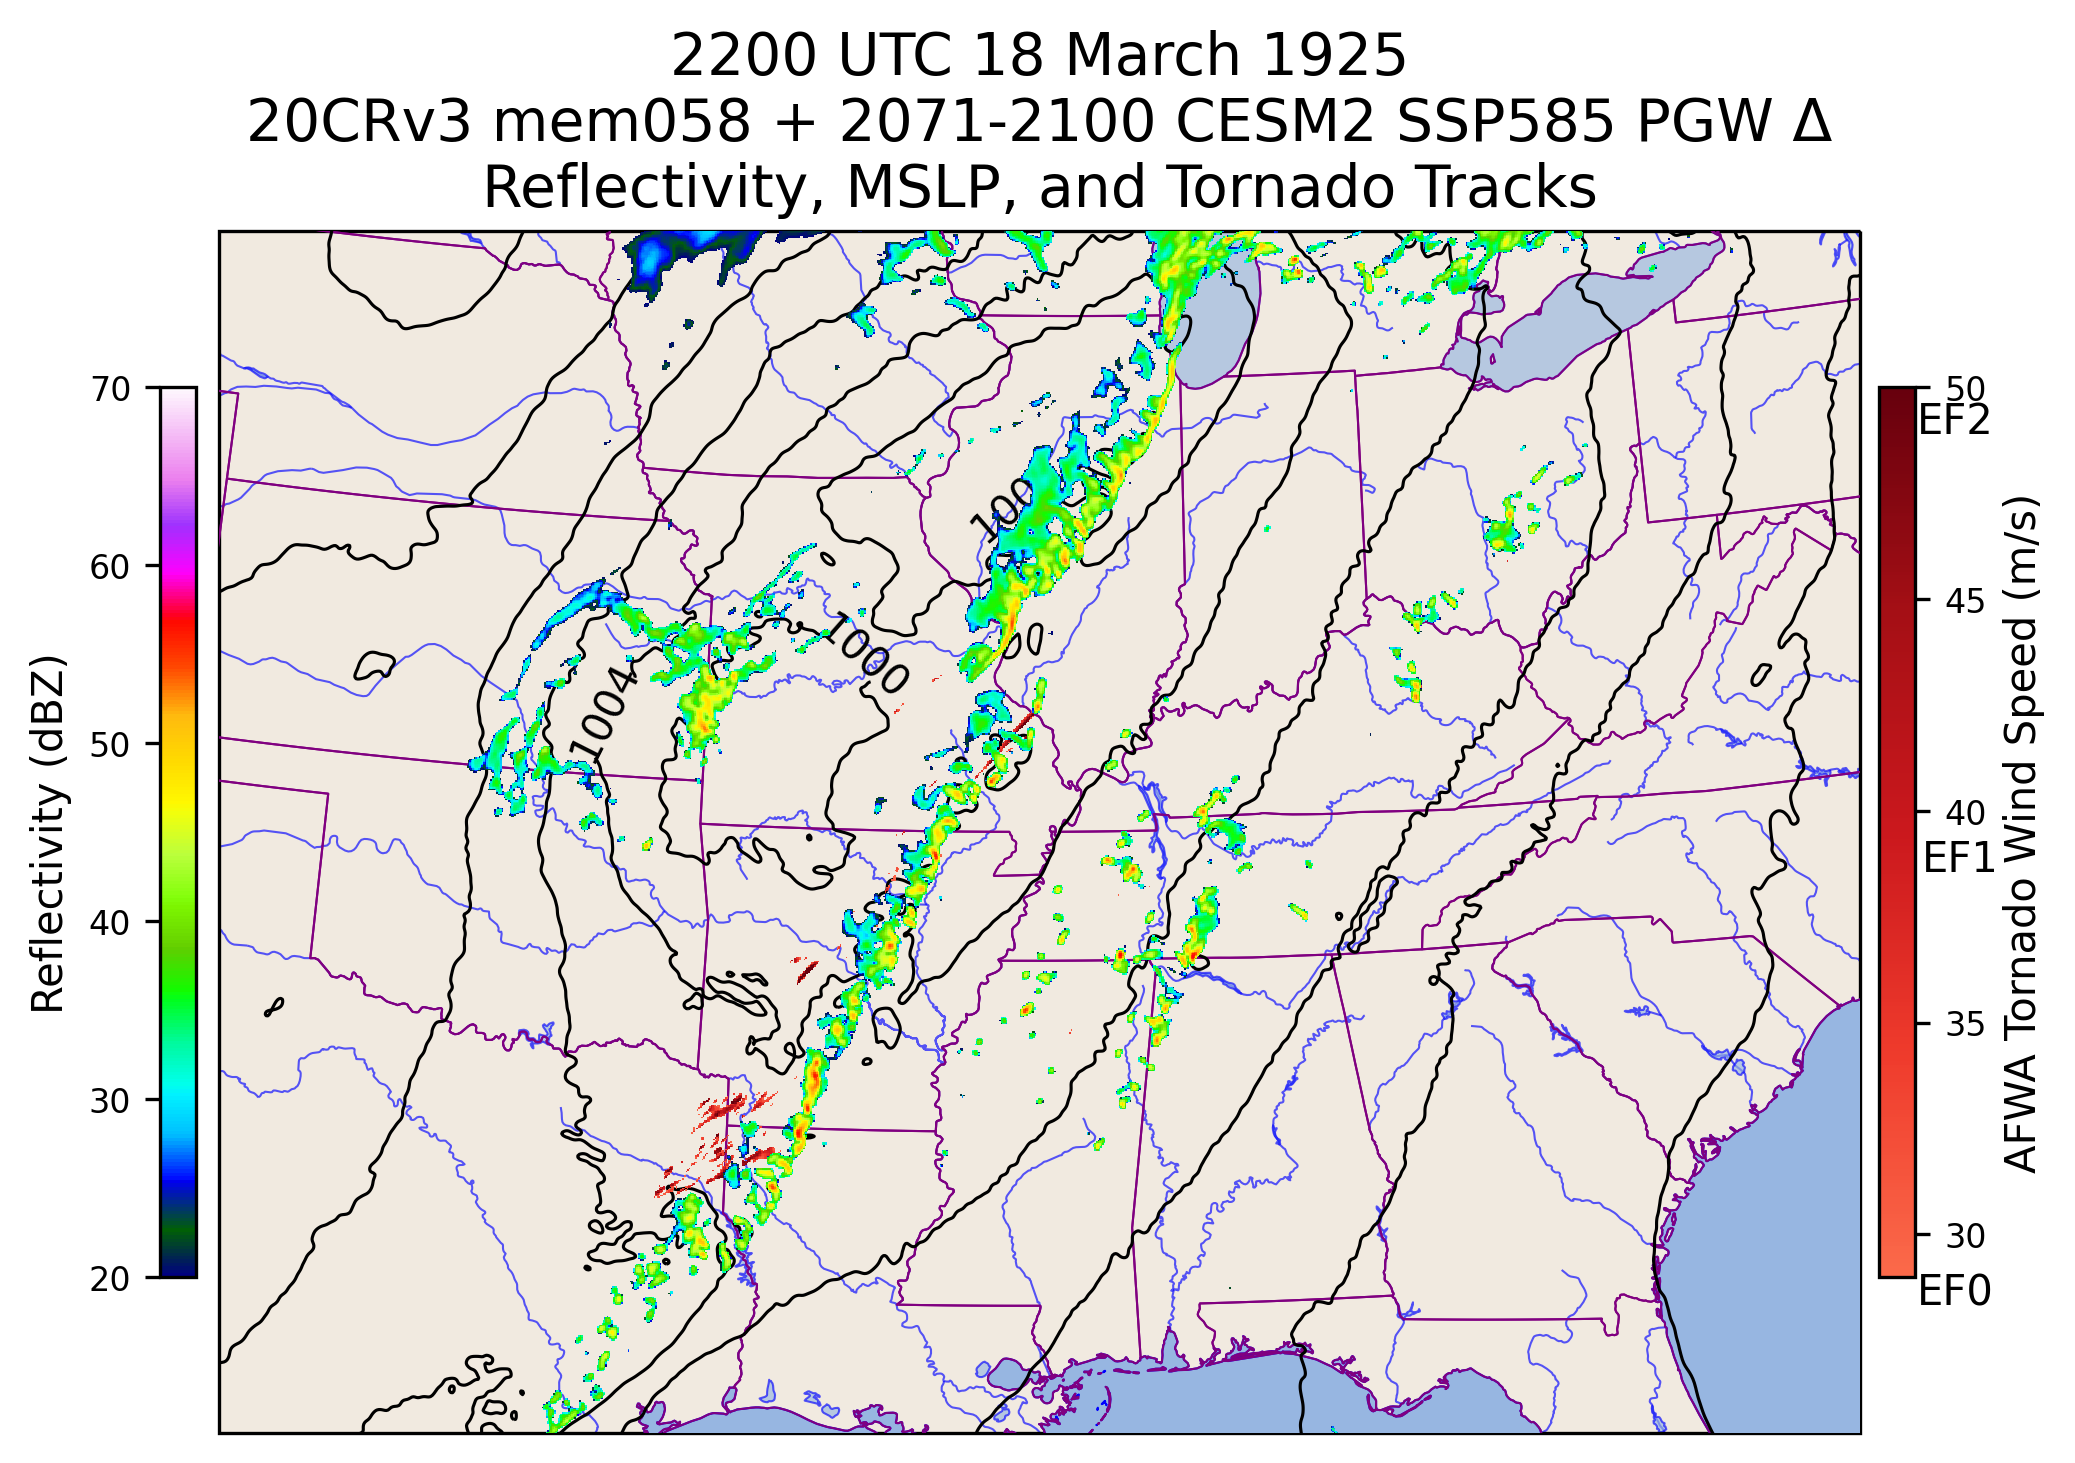 2200 UTC 18 March 1925
20CRv3 mem058 + 2071-2100 CESM2 SSP585 PGW Δ
Reflectivity, MSLP, and Tornado Tracks
Reflectivity (dBZ)
70
60
50
40
30
20
100
1000
1004
50
EF2
45
40
EF1
35
30
EF0
AFWA Tornado Wind Speed (m/s)